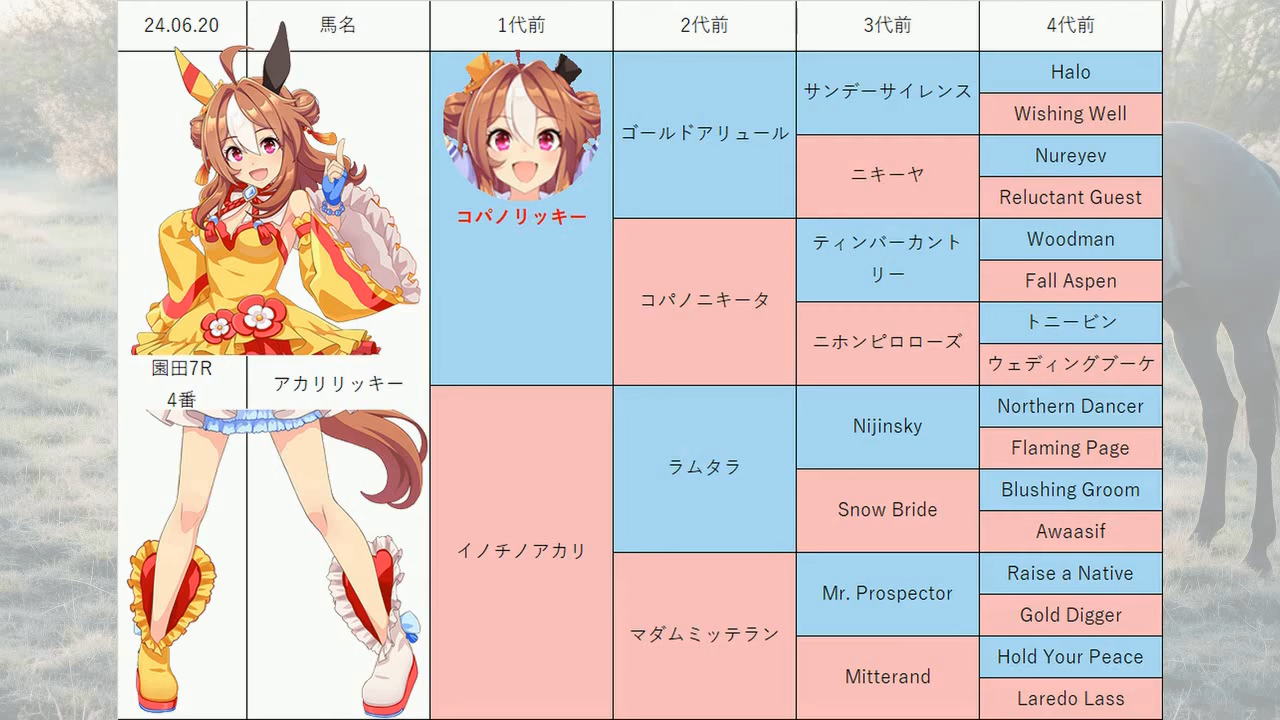 24.06.20
馬名
1代前
2代前
3代前
4代前
園田7R
4番
アカリリッキー
コパノリッキー
イノチノアカリ
ゴールドアリュール
コパノニキータ
ラムタラ
マダムミッテラン
サンデーサイレンス
ニキーヤ
ティンバーカント
リー
ニホンピロローズ
Nijinsky
Snow Bride
Mr. Prospector
Mitterand
Halo
Wishing Well
Nureyev
Reluctant Guest
Woodman
Fall Aspen
トニービン
ウェディングブーケ
Northern Dancer
Flaming Page
Blushing Groom
Awaasif
Raise a Native
Gold Digger
Hold Your Peace
Laredo Lass